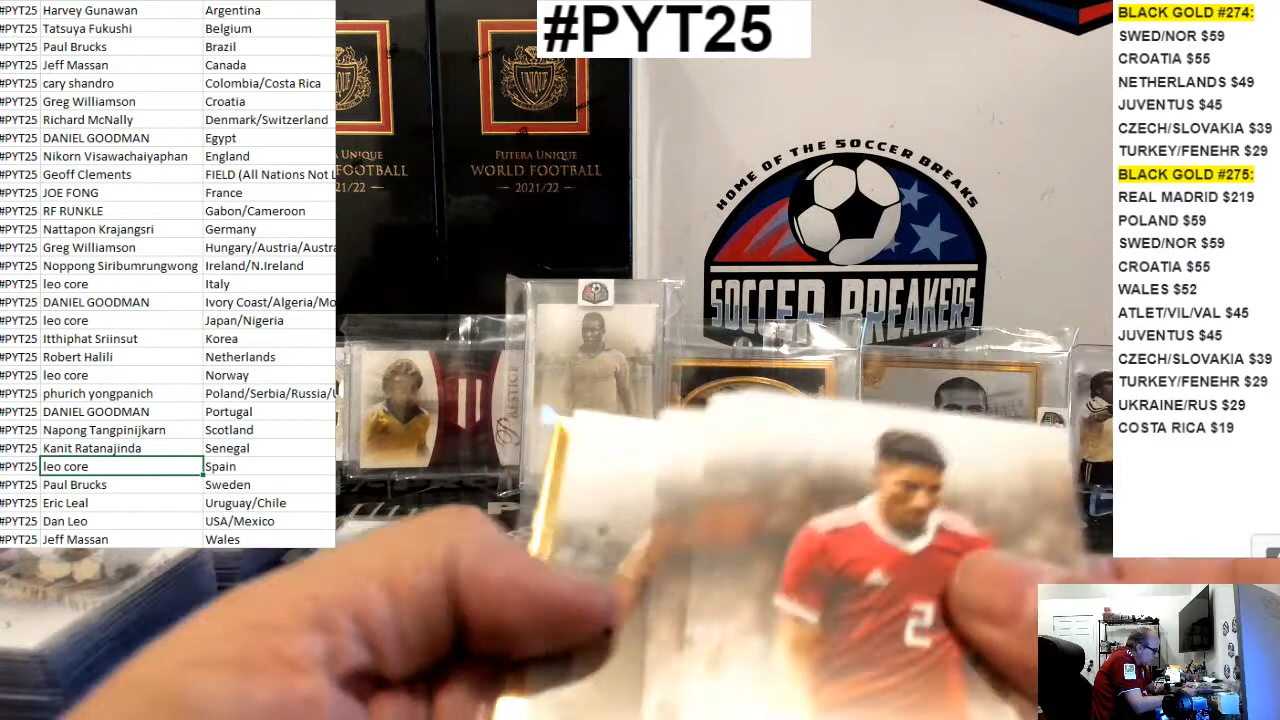 #PYT25 Harvey Gunawan Argentina
#PYT25 Tatsuya Fukushi Belgium
#PYT25 Paul Brucks Brazil
#PYT25 Jeff Massan Canada
#PYT25 cary shandro Colombia/Costa Rica
#PYT25 Greg Williamson Croatia
#PYT25 Richard McNally Denmark/Switzerland
#PYT25 DANIEL GOODMAN Egypt
#PYT25 Nikorn Visawachaiyaphan England
#PYT25 Geoff Clements FIELD (All Nations Not L
#PYT25 JOE FONG France
#PYT25 RF RUNKLE Gabon/Cameroon
#PYT25 Nattapon Krajangsri Germany
#PYT25 Greg Williamson Hungary/Austria/Austra
#PYT25 Noppong Siribumrungwong Ireland/N.Ireland
#PYT25 leo core Italy
#PYT25 DANIEL GOODMAN Ivory Coast/Algeria/Mo
#PYT25 leo core Japan/Nigeria
#PYT25 Itthiphat Sriinsut Korea
#PYT25 Robert Halili Netherlands
#PYT25 leo core Norway
#PYT25 phurich yongpanich Poland/Serbia/Russia/U
#PYT25 DANIEL GOODMAN Portugal
#PYT25 Napong Tangpinijkarn Scotland
#PYT25 Kanit Ratanajinda Senegal
#PYT25 leo core Spain
#PYT25 Paul Brucks Sweden
#PYT25 Eric Leal Uruguay/Chile
#PYT25 Dan Leo USA/Mexico
#PYT25 Jeff Massan Wales
#PYT25
UNIQUE
A UNIQUE
FOOTBALL
21/22
UNIQUE
FUTERA UNIQUE
WORLD FOOTBALL
2021/22
HOME OF THE SOCCER BREAKS
SOCCER BREAKERS
PRESTIGE
2
BLACK GOLD #274:
SWED/NOR $59
CROATIA $55
NETHERLANDS $49
JUVENTUS $45
CZECH/SLOVAKIA $39
TURKEY/FENEHR $29
BLACK GOLD #275:
REAL MADRID $219
POLAND $59
SWED/NOR $59
CROATIA $55
WALES $52
ATLET/VIL/VAL $45
JUVENTUS $45
CZECH/SLOVAKIA $39
TURKEY/FENEHR $29
UKRAINE/RUS $29
COSTA RICA $19